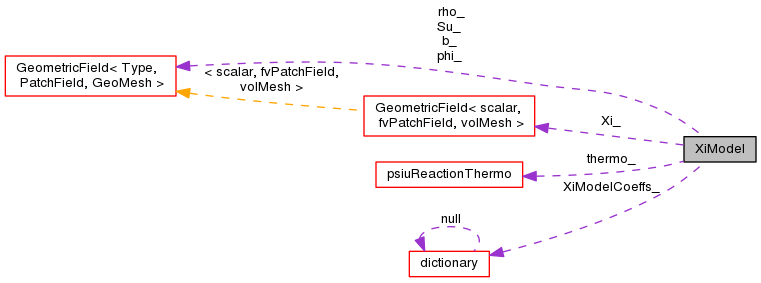 rho_
Su_
b_
phi_
GeometricField< Type,
PatchField, GeoMesh >
< scalar, fvPatchField,
volMesh >
GeometricField< scalar,
fvPatchField, volMesh >
Xi_
XiModel
thermo_
psiuReactionThermo
XiModelCoeffs_
null
dictionary